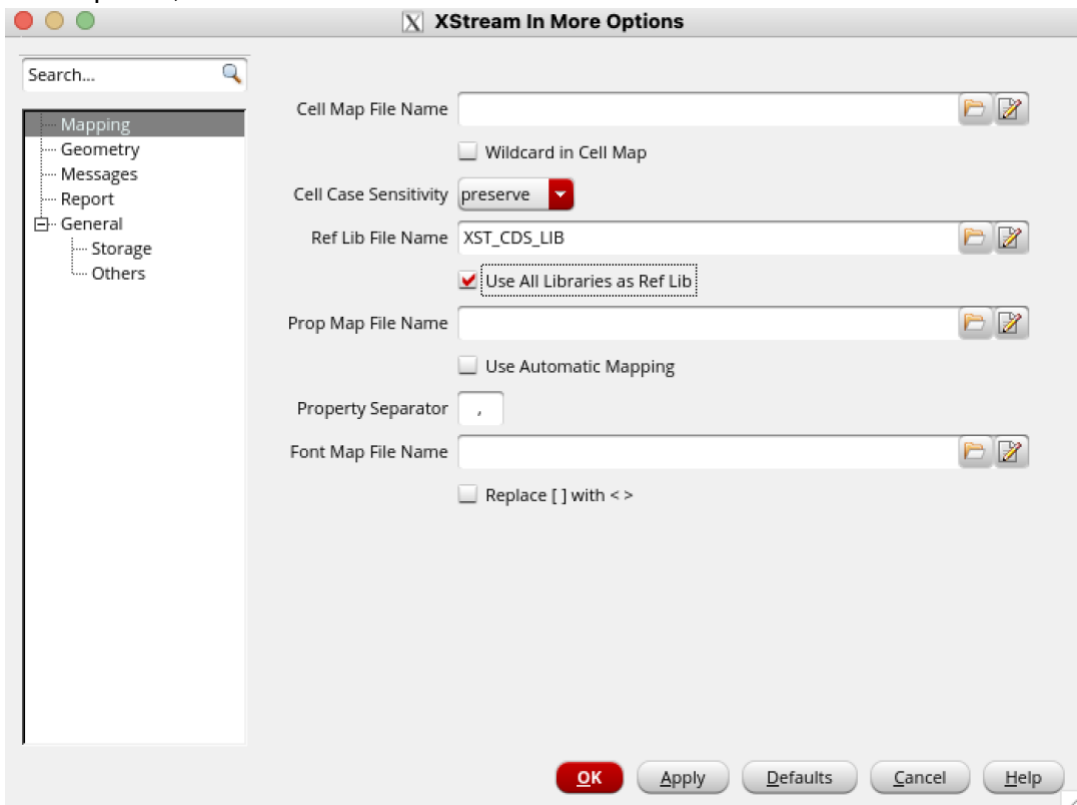 XStream In More Options
Search...
Mapping
Geometry
Messages
Report
General
Storage
Others
Cell Map File Name
Wildcard in Cell Map
Cell Case Sensitivity preserve
Ref Lib File Name XST_CDS_LIB
Use All Libraries as Ref Lib
Prop Map File Name
Use Automatic Mapping
Property Separator ,
Font Map File Name
Replace [ ] with < >
OK Apply Defaults Cancel Help